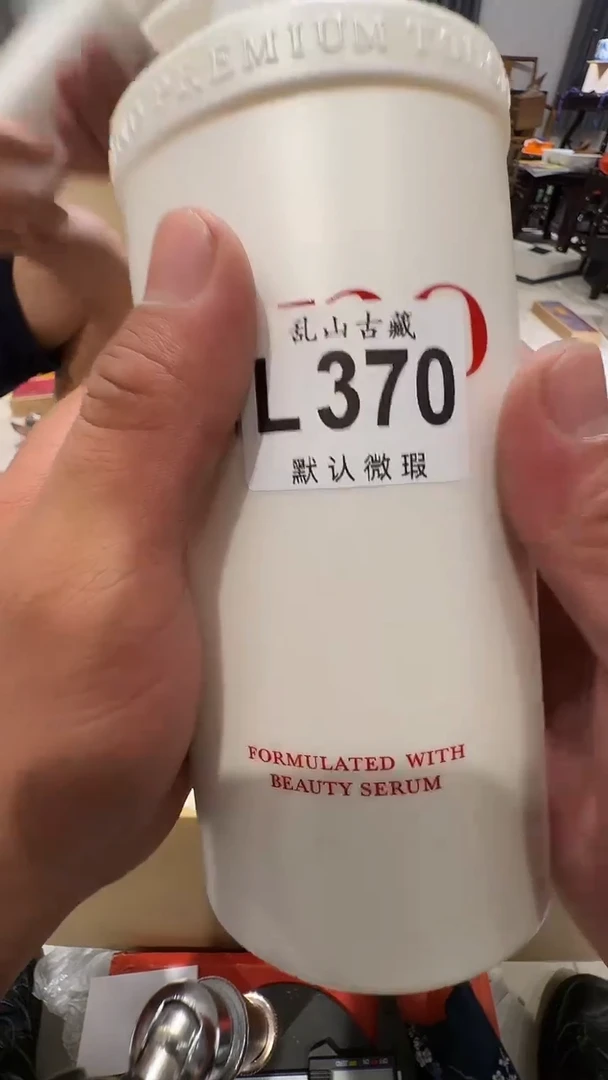 PREMIUM
乱山古藏
L370
默认微瑕
FORMULATED WITH
BEAUTY SERUM